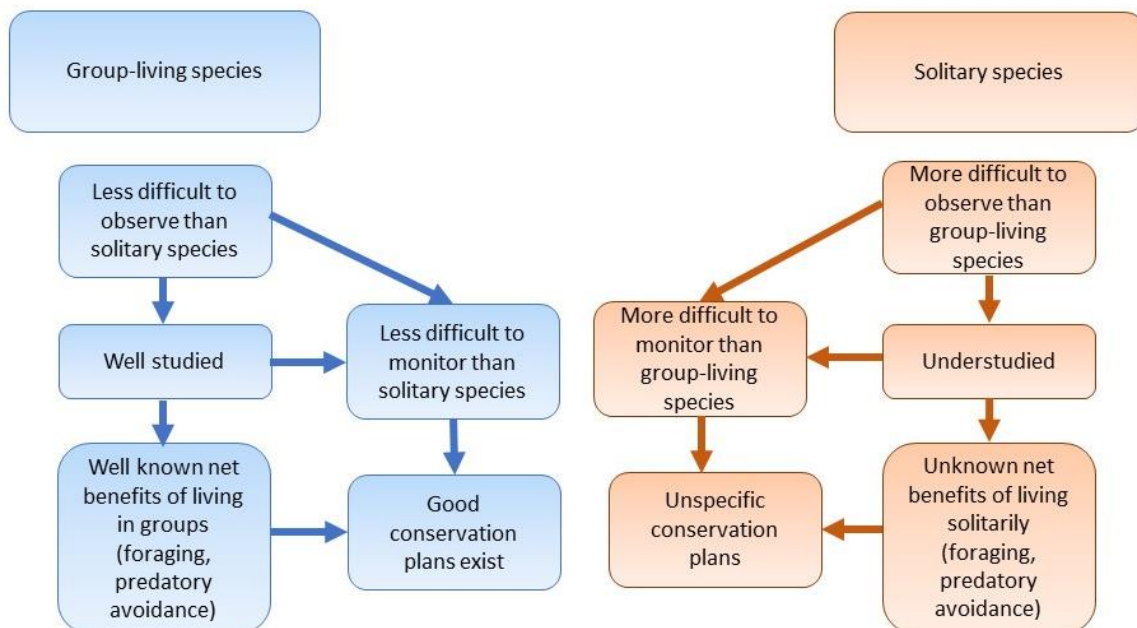 Group-living species
Solitary species
Less difficult to
observe than
solitary species
More difficult to
observe than
group-living
species
Well studied
Less difficult to
monitor than
solitary species
More difficult to
monitor than
group-living
species
Understudied
Well known net
benefits of living
in groups
(foraging,
predatory
avoidance)
Good
conservation
plans exist
Unspecific
conservation
plans
Unknown net
benefits of living
solitarily
(foraging,
predatory
avoidance)